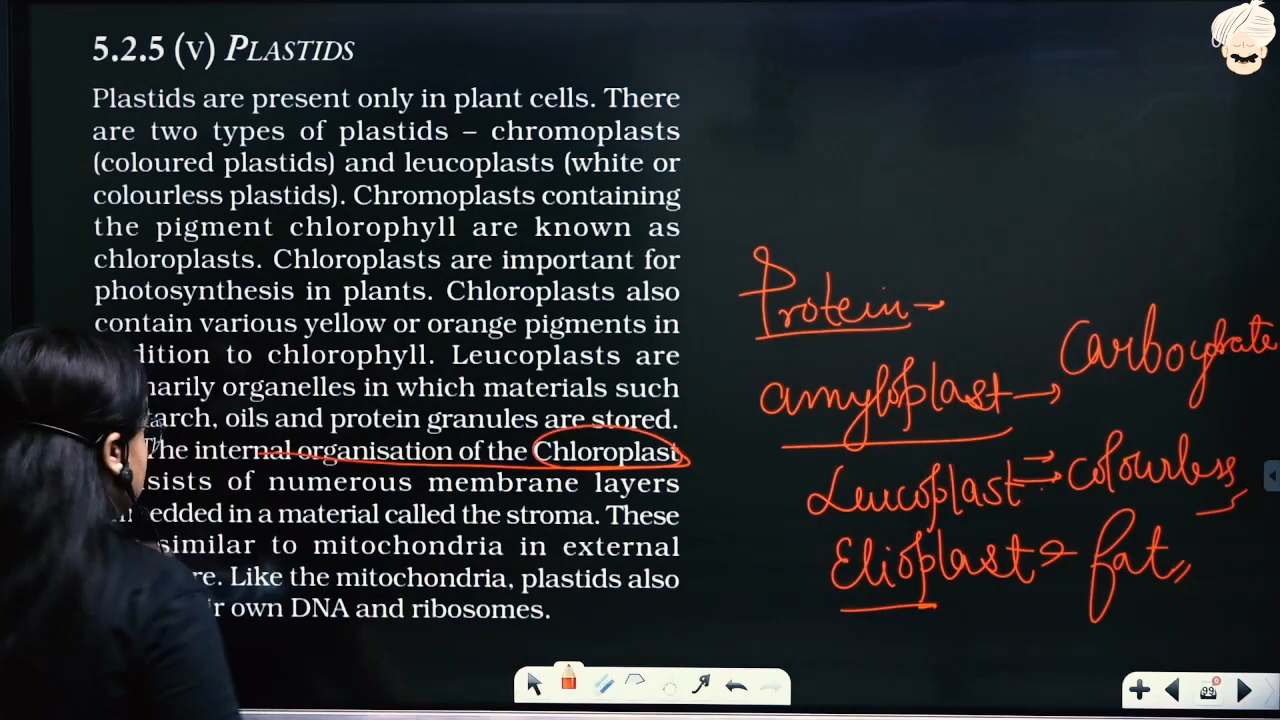 5.2.5 (v) PLASTIDS
Plastids are present only in plant cells. There
are two types of plastids – chromoplasts
(coloured plastids) and leucoplasts (white or
colourless plastids). Chromoplasts containing
the pigment chlorophyll are known as
chloroplasts. Chloroplasts are important for
photosynthesis in plants. Chloroplasts also
contain various yellow or orange pigments in
dition to chlorophyll. Leucoplasts are
marily organelles in which materials such
arch, oils and protein granules are stored.
The internal organisation of the Chloroplast
sists of numerous membrane layers
edded in a material called the stroma. These
similar to mitochondria in external
re. Like the mitochondria, plastids also
r own DNA and ribosomes.
Protein →
amyloplast → Carboydrate
Leucoplast → colourless
Elioplast → fat
99